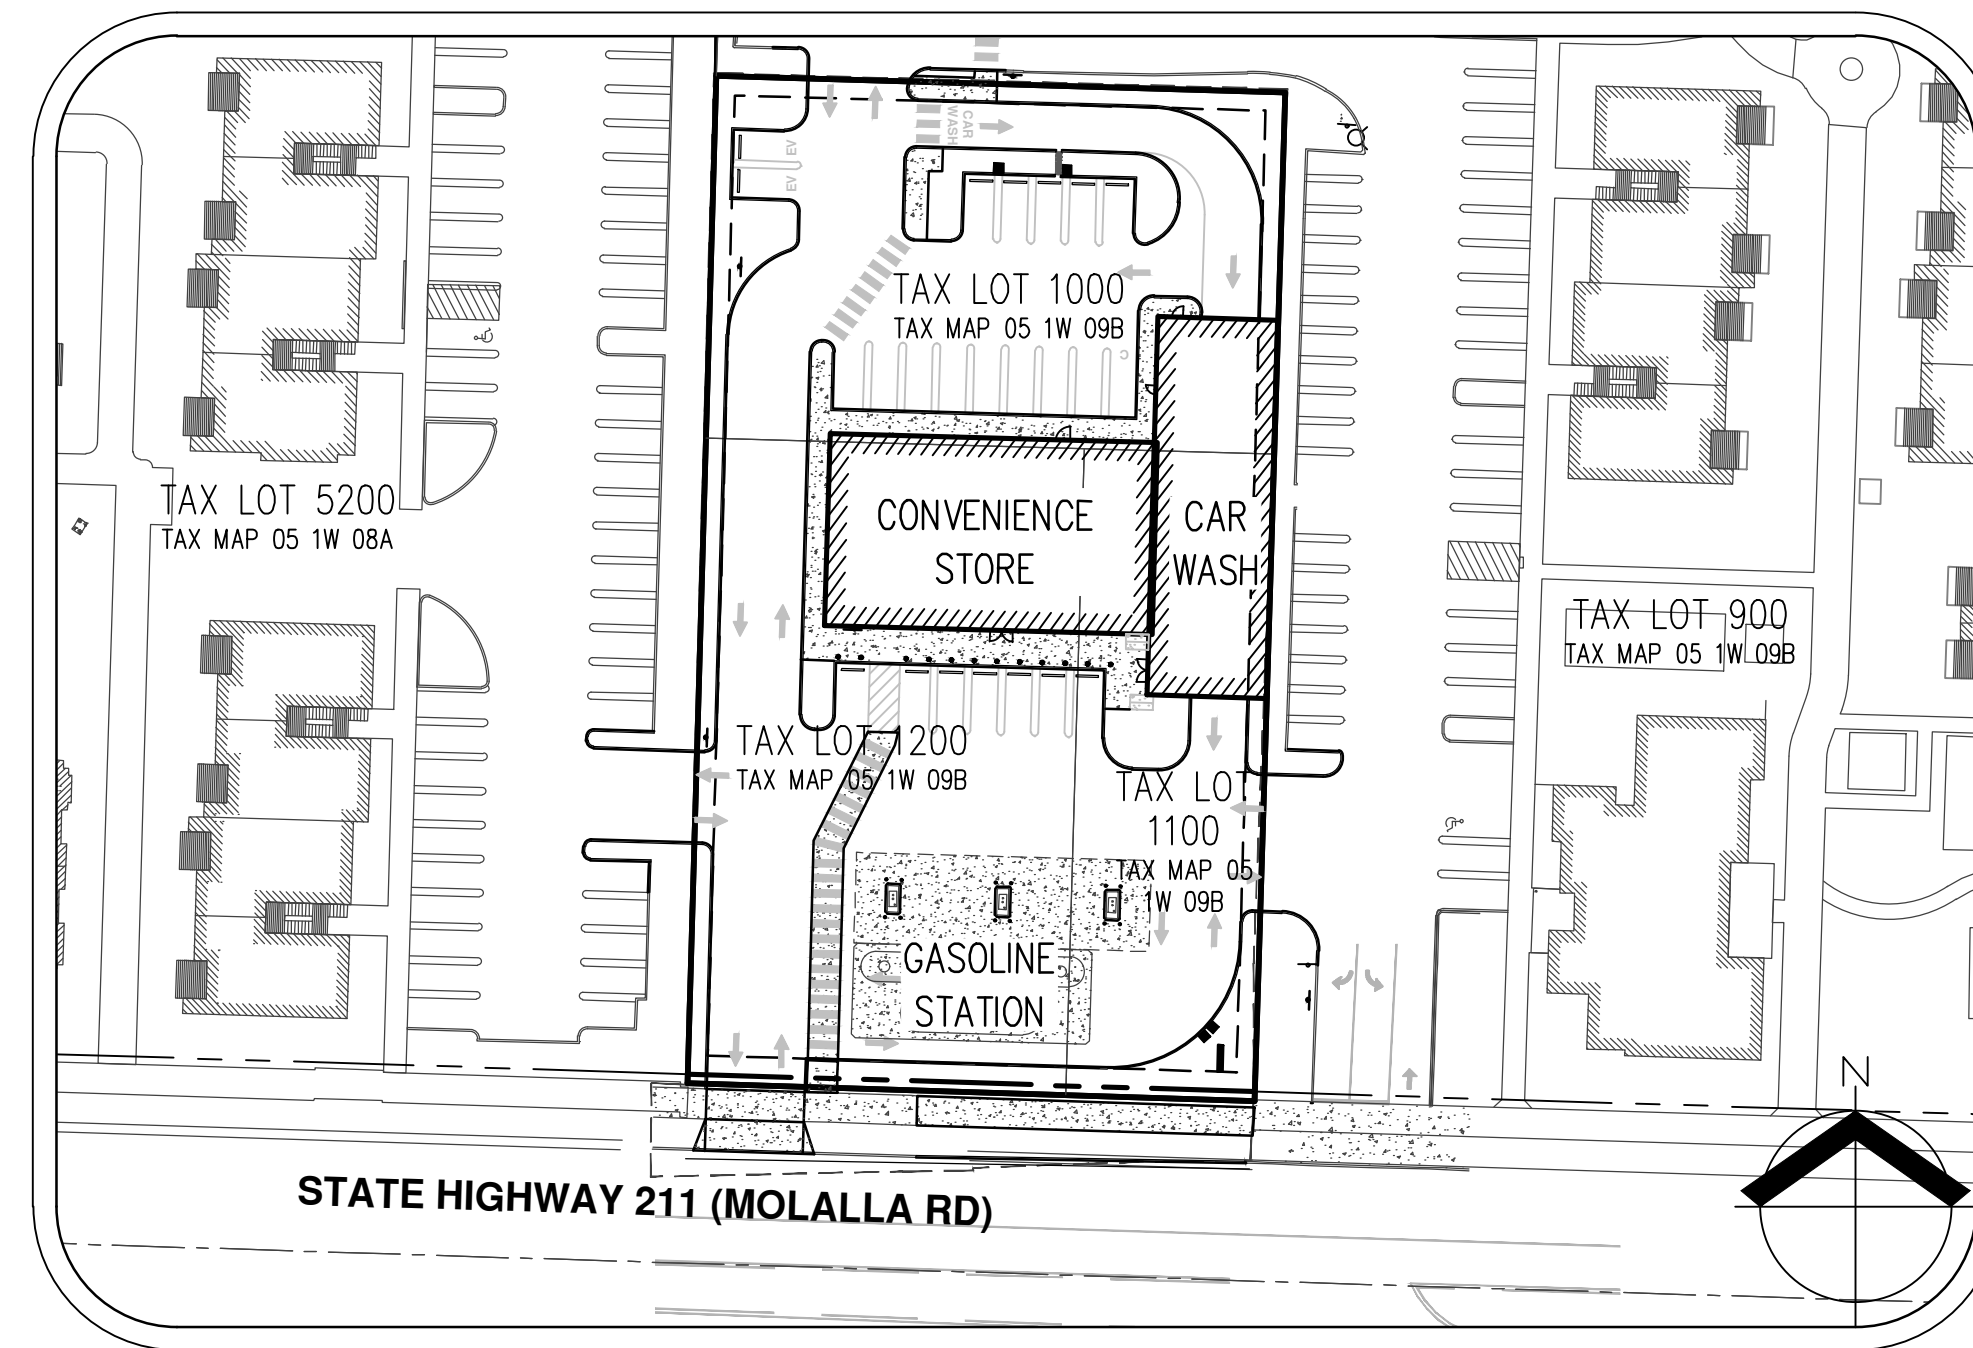 CAR
WASH
EV
EV
TAX LOT 1000
TAX MAP 05 1W 09B
TAX LOT 5200
TAX MAP 05 1W 08A
CONVENIENCE
STORE
CAR
WASH
TAX LOT 900
TAX MAP 05 1W 09B
TAX LOT 1200
TAX MAP 05 1W 09B
TAX LOT
1100
TAX MAP 05
1W 09B
GASOLINE
STATION
N
STATE HIGHWAY 211 (MOLALLA RD)
C